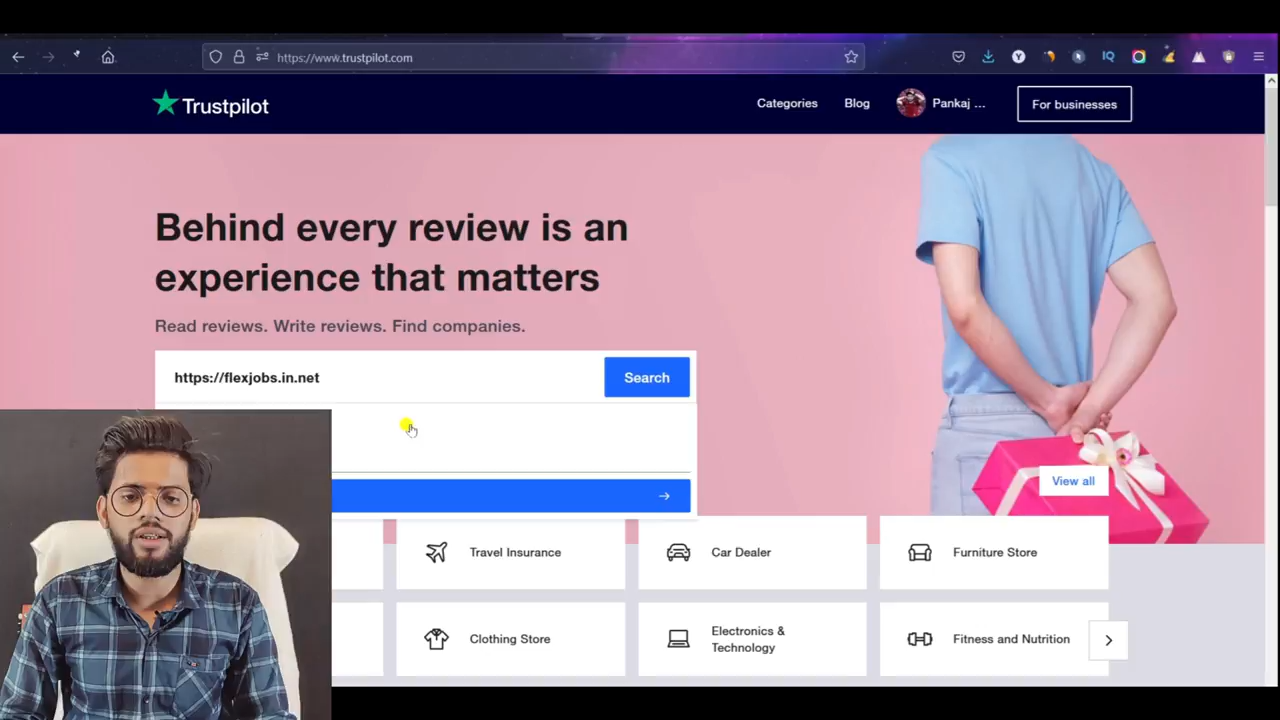 https://www.trustpilot.com
IQ
Trustpilot
Categories
Blog
Pankaj ...
For businesses
Behind every review is an
experience that matters
Read reviews. Write reviews. Find companies.
https://flexjobs.in.net
Search
View all
Travel Insurance
Car Dealer
Furniture Store
Clothing Store
Electronics &
Technology
Fitness and Nutrition